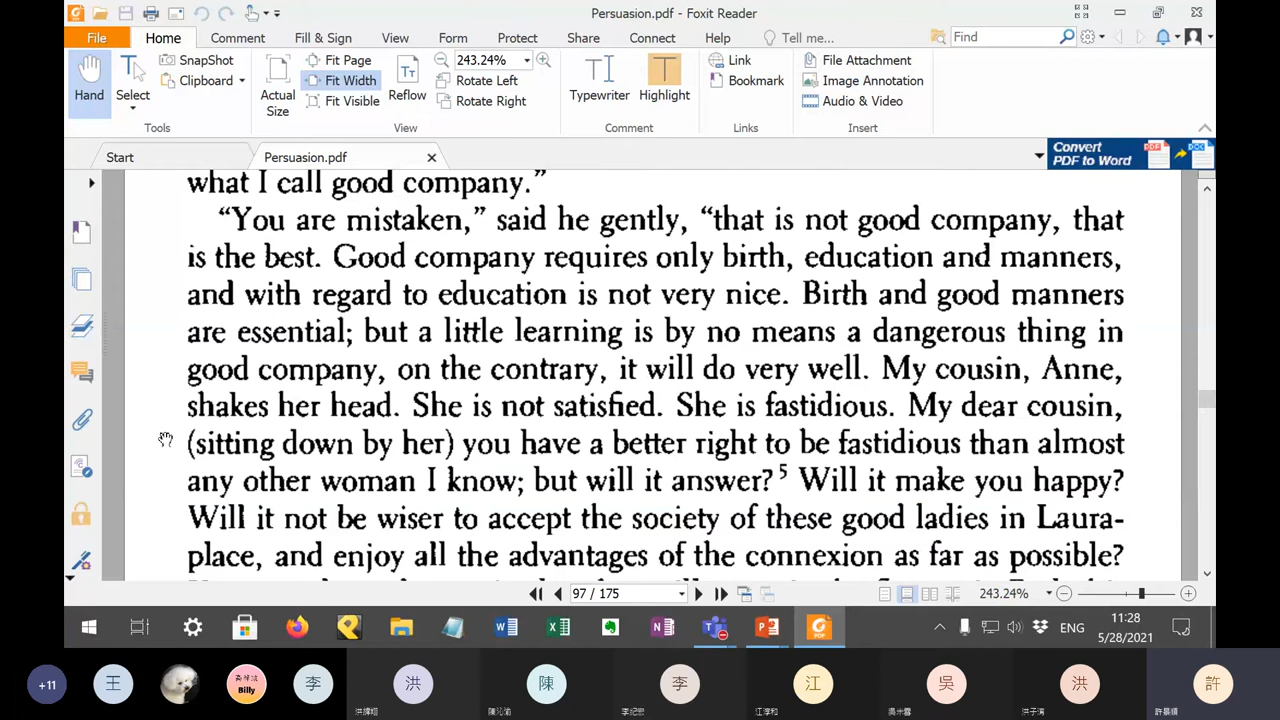 Persuasion.pdf - Foxit Reader
File Home Comment Fill & Sign View Form Protect Share Connect Help Tell me... Find
Hand
Select
SnapShot
Clipboard
Tools
Actual Size
Fit Page
Fit Width
Fit Visible
Reflow
243.24%
Rotate Left
Rotate Right
View
Typewriter
Highlight
Comment
Link
Bookmark
Links
File Attachment
Image Annotation
Audio & Video
Insert
Start Persuasion.pdf
Convert
PDF to Word
what I call good company.”
“You are mistaken,” said he gently, “that is not good company, that
is the best. Good company requires only birth, education and manners,
and with regard to education is not very nice. Birth and good manners
are essential; but a little learning is by no means a dangerous thing in
good company, on the contrary, it will do very well. My cousin, Anne,
shakes her head. She is not satisfied. She is fastidious. My dear cousin,
(sitting down by her) you have a better right to be fastidious than almost
any other woman I know; but will it answer?⁵ Will it make you happy?
Will it not be wiser to accept the society of these good ladies in Laura-
place, and enjoy all the advantages of the connexion as far as possible?
97 / 175 243.24%
ENG
11:28
5/28/2021
+11 王 Billy 李 洪 陳 李 江 吳 洪 許